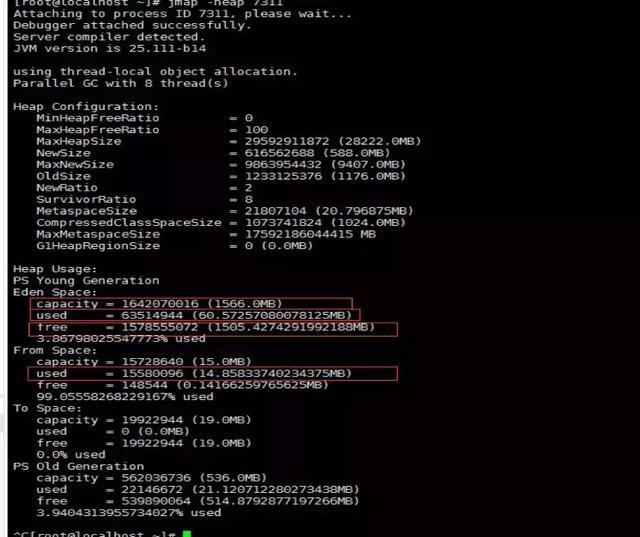 [root@localhost ~]# jmap -heap 7311
Attaching to process ID 7311, please wait...
Debugger attached successfully.
Server compiler detected.
JVM version is 25.111-b14
using thread-local object allocation.
Parallel GC with 8 thread(s)
Heap Configuration:
MinHeapFreeRatio = 0
MaxHeapFreeRatio = 100
MaxHeapSize = 29592911872 (28222.0MB)
NewSize = 616562688 (588.0MB)
MaxNewSize = 9863954432 (9407.0MB)
OldSize = 1233125376 (1176.0MB)
NewRatio = 2
SurvivorRatio = 8
MetaspaceSize = 21807104 (20.796875MB)
CompressedClassSpaceSize = 1073741824 (1024.0MB)
MaxMetaspaceSize = 17592186044415 MB
G1HeapRegionSize = 0 (0.0MB)
Heap Usage:
PS Young Generation
Eden Space:
capacity = 1642070016 (1566.0MB)
used = 63514944 (60.57257080078125MB)
free = 1578555072 (1505.4274291992188MB)
3.86798025547773% used
From Space:
capacity = 15728640 (15.0MB)
used = 15580096 (14.85833740234375MB)
free = 148544 (0.14166259765625MB)
99.05558268229167% used
To Space:
capacity = 19922944 (19.0MB)
used = 0 (0.0MB)
free = 19922944 (19.0MB)
0.0% used
PS Old Generation
capacity = 562036736 (536.0MB)
used = 22146672 (21.120712280273438MB)
free = 539890064 (514.8792877197266MB)
3.9404313955734027% used
^C[root@localhost ~]#